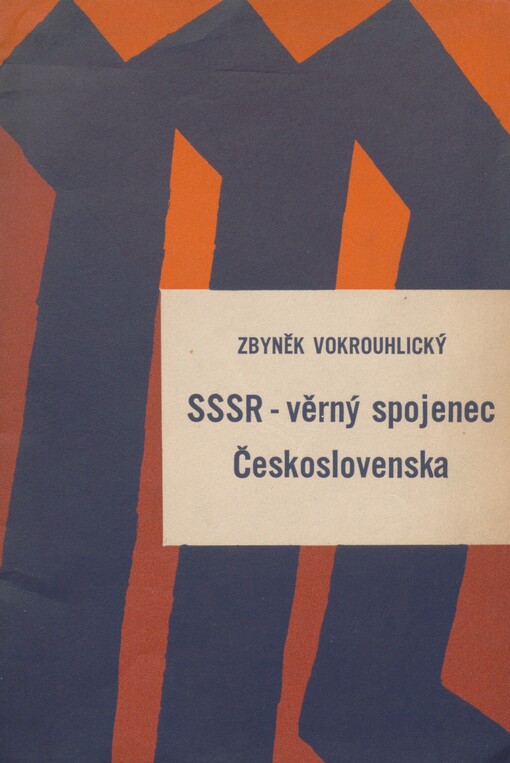 ZBYNĚK VOKROUHLICKÝ
SSSR - věrný spojenec
Československa